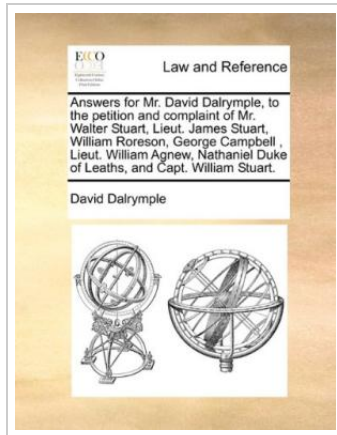 ECCO
Law and Reference
Answers for Mr. David Dalrymple, to
the petition and complaint of Mr.
Walter Stuart, Lieut. James Stuart,
William Roreson, George Campbell ,
Lieut. William Agnew, Nathaniel Duke
of Leaths, and Capt. William Stuart.
David Dalrymple